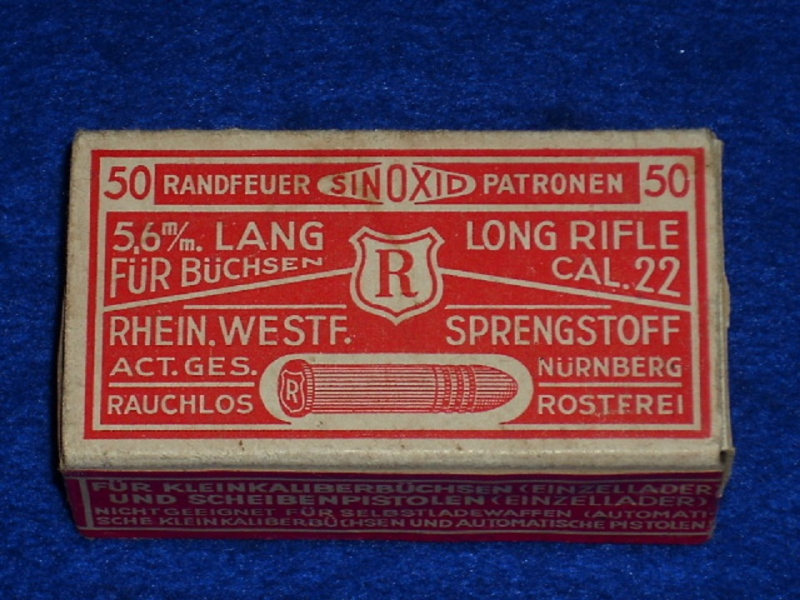 50 RANDFEUER SINOXID PATRONEN 50
5,6 m/m. LANG LONG RIFLE
FÜR BÜCHSEN R CAL. 22
RHEIN. WESTF. SPRENGSTOFF
ACT. GES. NÜRNBERG
R
RAUCHLOS ROSTFREI
FÜR KLEINKALIBERBÜCHSEN (EINZELLADER)
UND SCHEIBENPISTOLEN (EINZELLADER)
NICHT GEEIGNET FÜR SELBSTLADEWAFFEN (AUTOMATI-
SCHE KLEINKALIBERBÜCHSEN UND AUTOMATISCHE PISTOLEN